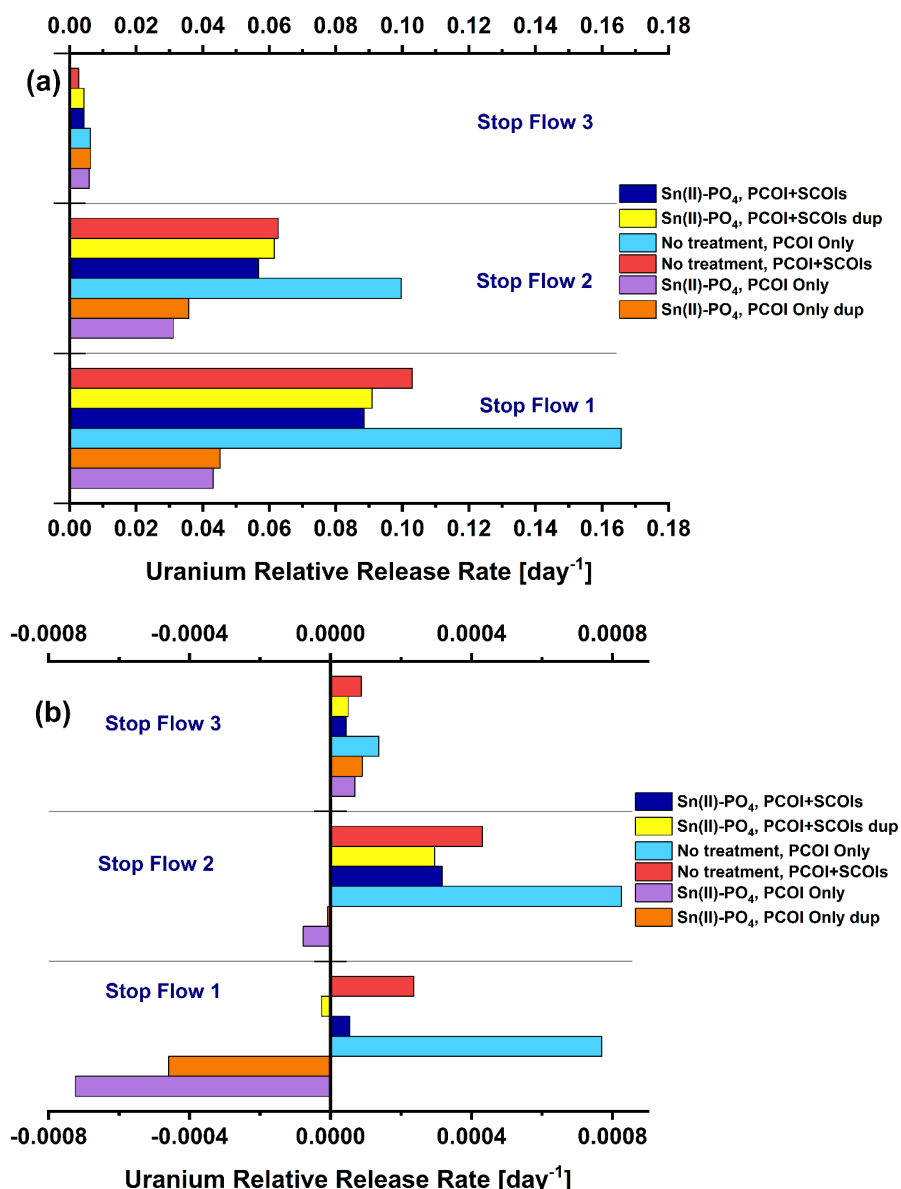 0.00 0.02 0.04 0.06 0.08 0.10 0.12 0.14 0.16 0.18
(a)
Stop Flow 3
Stop Flow 2
Stop Flow 1
Sn(II)-PO₄, PCOI+SCOIs
Sn(II)-PO₄, PCOI+SCOIs dup
No treatment, PCOI Only
No treatment, PCOI+SCOIs
Sn(II)-PO₄, PCOI Only
Sn(II)-PO₄, PCOI Only dup
0.00 0.02 0.04 0.06 0.08 0.10 0.12 0.14 0.16 0.18
Uranium Relative Release Rate [day⁻¹]
-0.0008 -0.0004 0.0000 0.0004 0.0008
(b)
Stop Flow 3
Stop Flow 2
Stop Flow 1
Sn(II)-PO₄, PCOI+SCOIs
Sn(II)-PO₄, PCOI+SCOIs dup
No treatment, PCOI Only
No treatment, PCOI+SCOIs
Sn(II)-PO₄, PCOI Only
Sn(II)-PO₄, PCOI Only dup
-0.0008 -0.0004 0.0000 0.0004 0.0008
Uranium Relative Release Rate [day⁻¹]